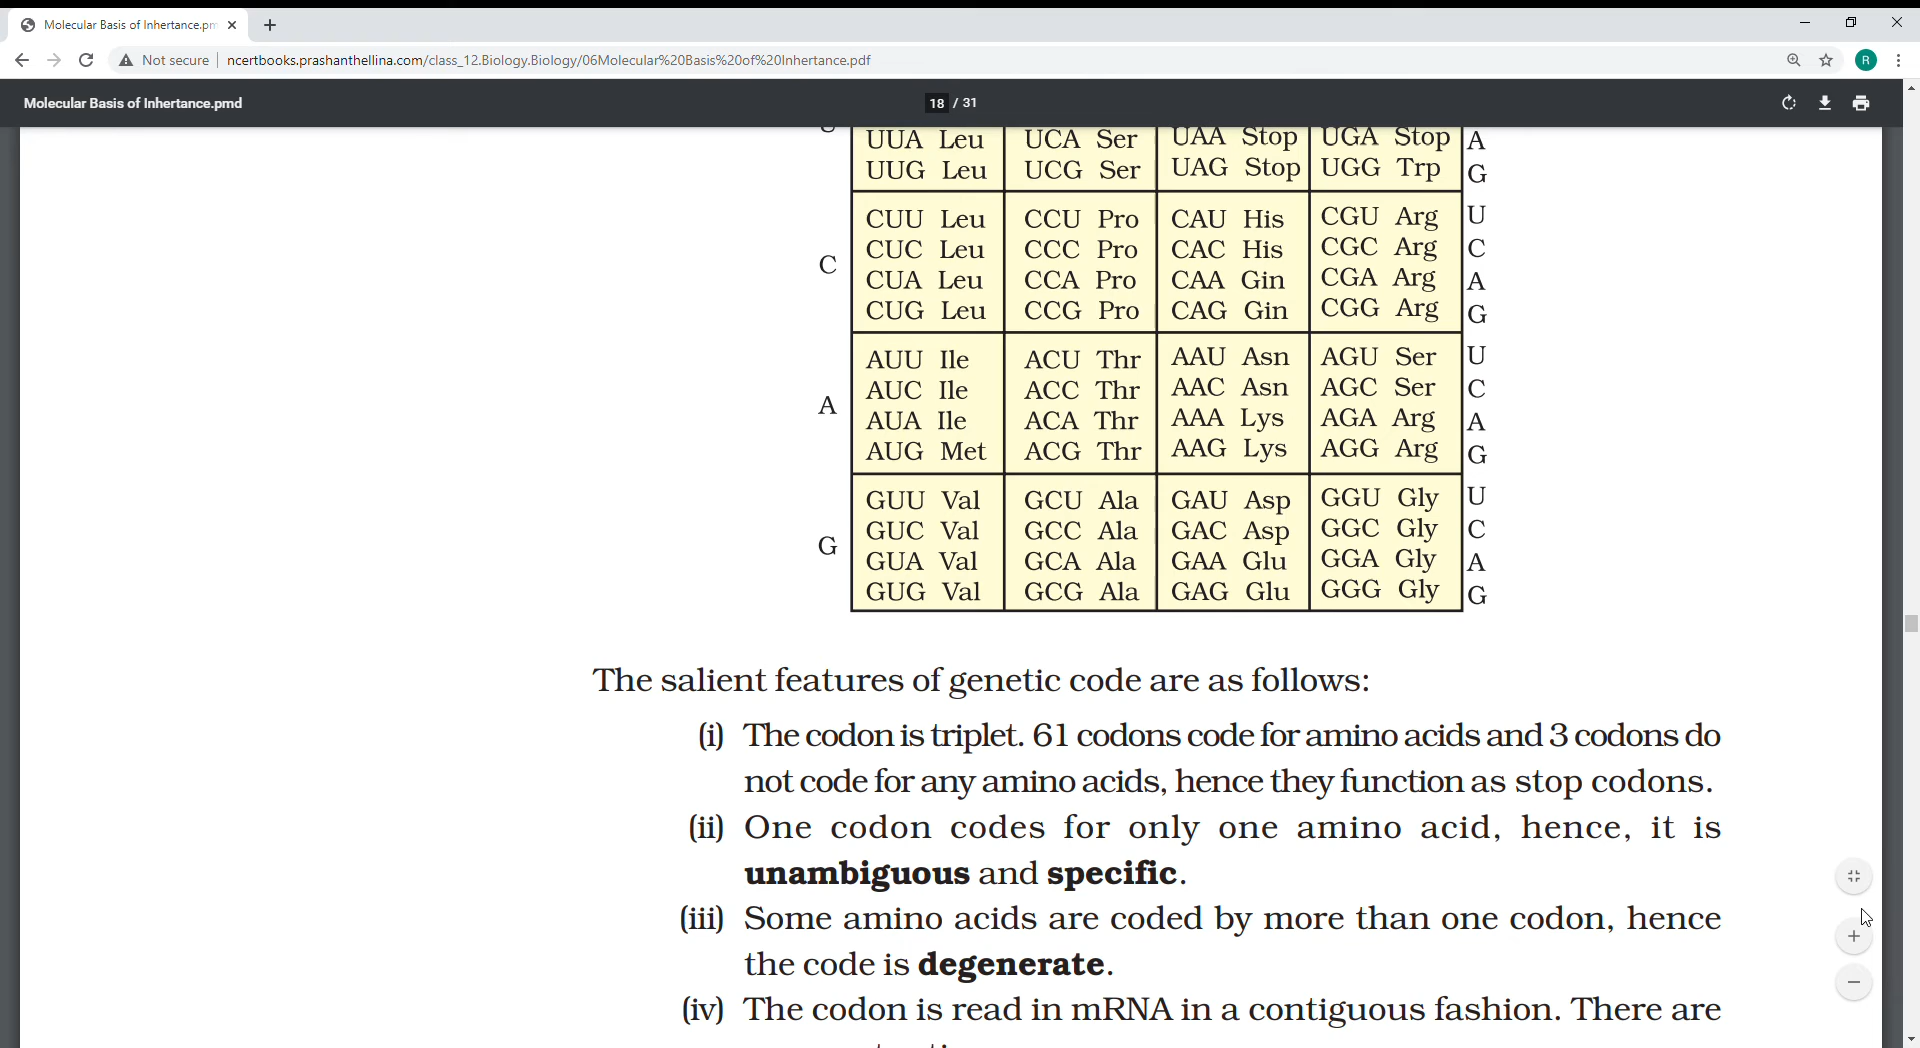 Molecular Basis of Inhertance.pm
Not secure ncertbooks.prashanthellina.com/class_12.Biology.Biology/06Molecular%20Basis%20of%20Inhertance.pdf R
Molecular Basis of Inhertance.pmd 18 / 31
UUA Leu UCA Ser UAA Stop UGA Stop A
UUG Leu UCG Ser UAG Stop UGG Trp G
CUU Leu CCU Pro CAU His CGU Arg U
CUC Leu CCC Pro CAC His CGC Arg C
C
CUA Leu CCA Pro CAA Gin CGA Arg A
CUG Leu CCG Pro CAG Gin CGG Arg G
AUU Ile ACU Thr AAU Asn AGU Ser U
AUC Ile ACC Thr AAC Asn AGC Ser C
A
AUA Ile ACA Thr AAA Lys AGA Arg A
AUG Met ACG Thr AAG Lys AGG Arg G
GUU Val GCU Ala GAU Asp GGU Gly U
GUC Val GCC Ala GAC Asp GGC Gly C
G
GUA Val GCA Ala GAA Glu GGA Gly A
GUG Val GCG Ala GAG Glu GGG Gly G
The salient features of genetic code are as follows:
(i) The codon is triplet. 61 codons code for amino acids and 3 codons do
not code for any amino acids, hence they function as stop codons.
(ii) One codon codes for only one amino acid, hence, it is
unambiguous and specific.
(iii) Some amino acids are coded by more than one codon, hence
the code is degenerate.
(iv) The codon is read in mRNA in a contiguous fashion. There are